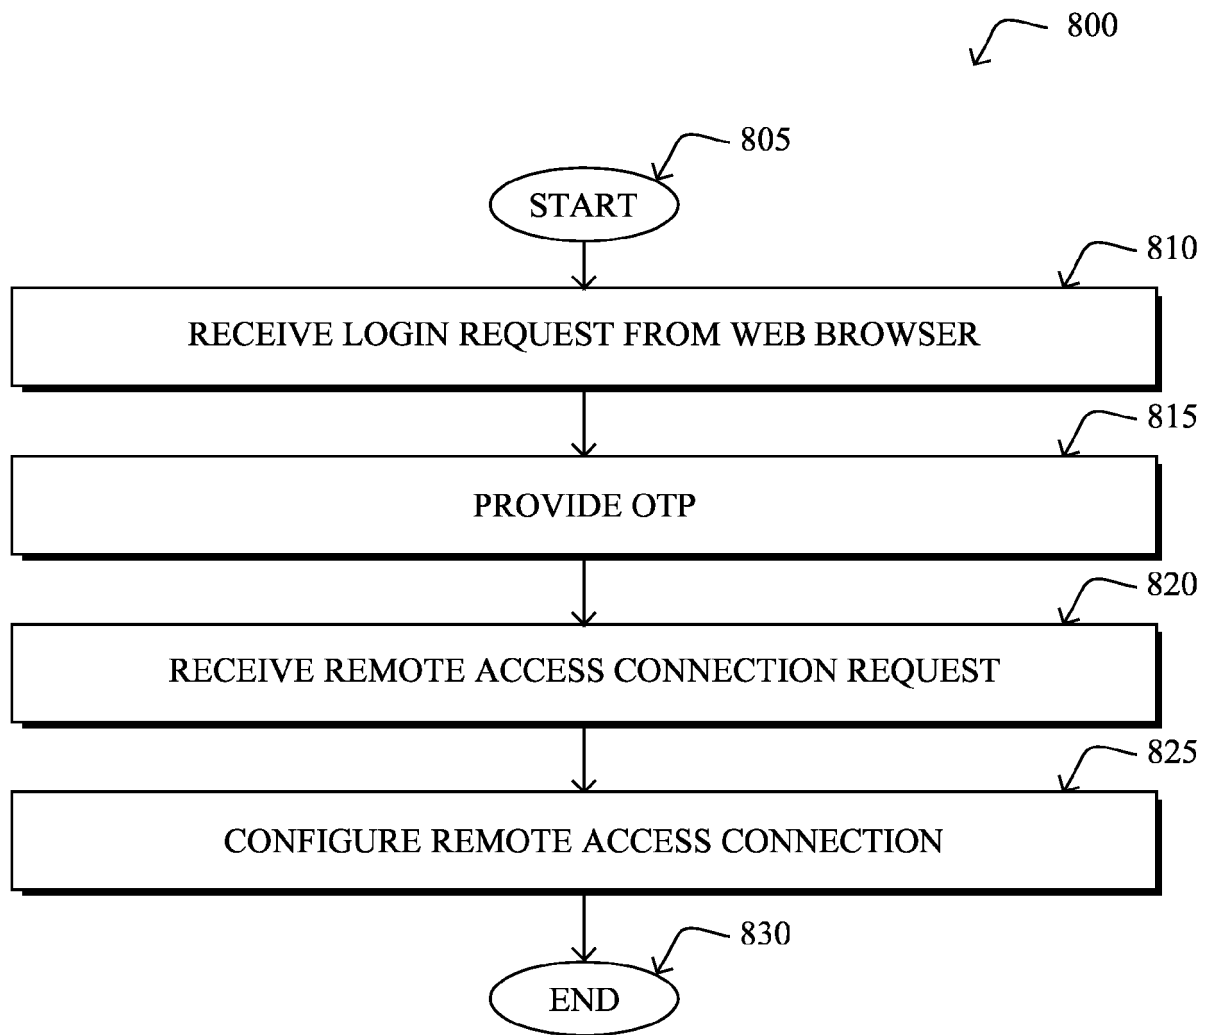 800
805
START
810
RECEIVE LOGIN REQUEST FROM WEB BROWSER
815
PROVIDE OTP
820
RECEIVE REMOTE ACCESS CONNECTION REQUEST
825
CONFIGURE REMOTE ACCESS CONNECTION
830
END